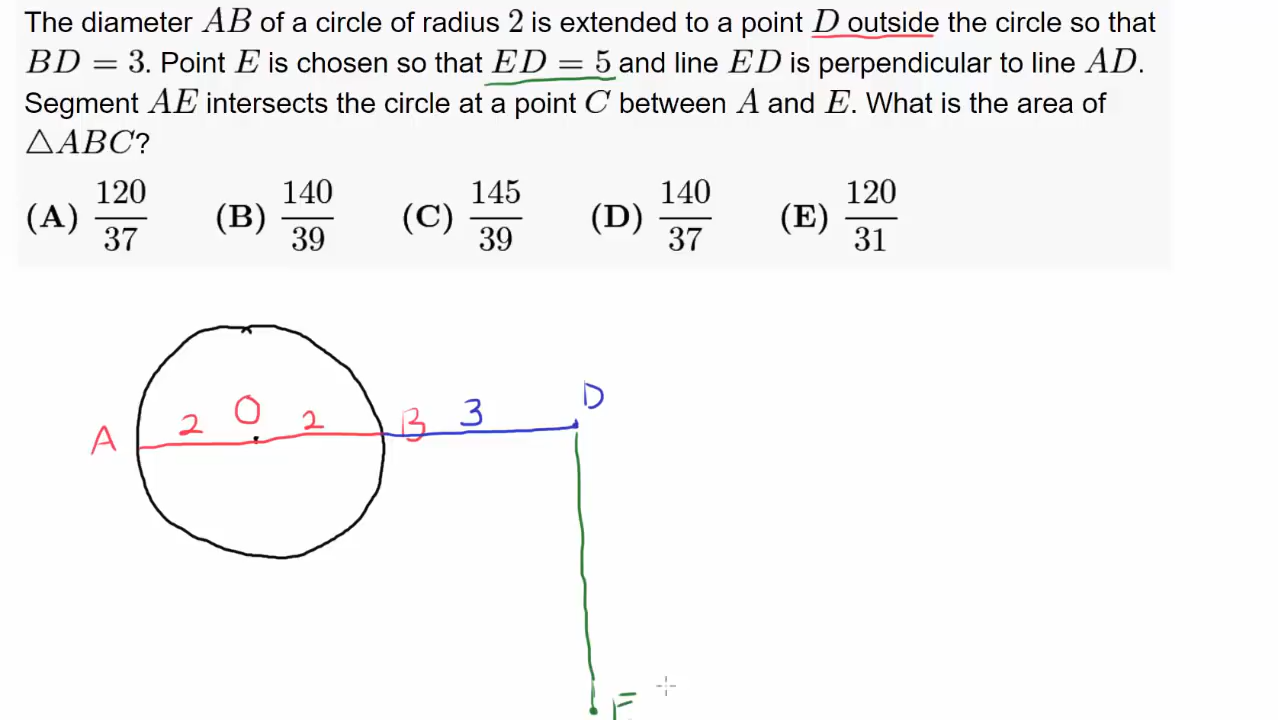 The diameter AB of a circle of radius 2 is extended to a point D outside the circle so that
BD = 3. Point E is chosen so that ED = 5 and line ED is perpendicular to line AD.
Segment AE intersects the circle at a point C between A and E. What is the area of
△ABC?
(A) 120/37 (B) 140/39 (C) 145/39 (D) 140/37 (E) 120/31
D
A 2 O 2 B 3
E